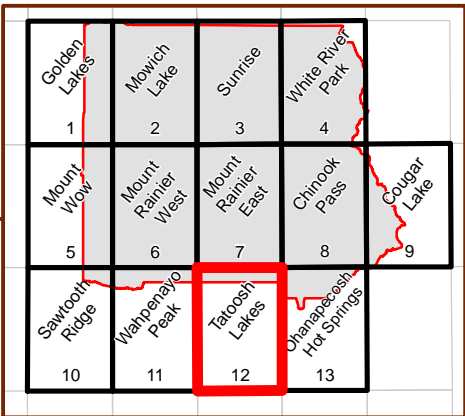 Golden
Lakes
1
Mowich
Lake
2
Sunrise
3
White River
Park
4
Mount
Wow
5
Mount
Rainier
West
6
Mount
Rainier
East
7
Chinook
Pass
8
Cougar
Lake
9
Sawtooth
Ridge
10
Wahpenayo
Peak
11
Tatoosh
Lakes
12
Ohanapecosh
Hot Springs
13